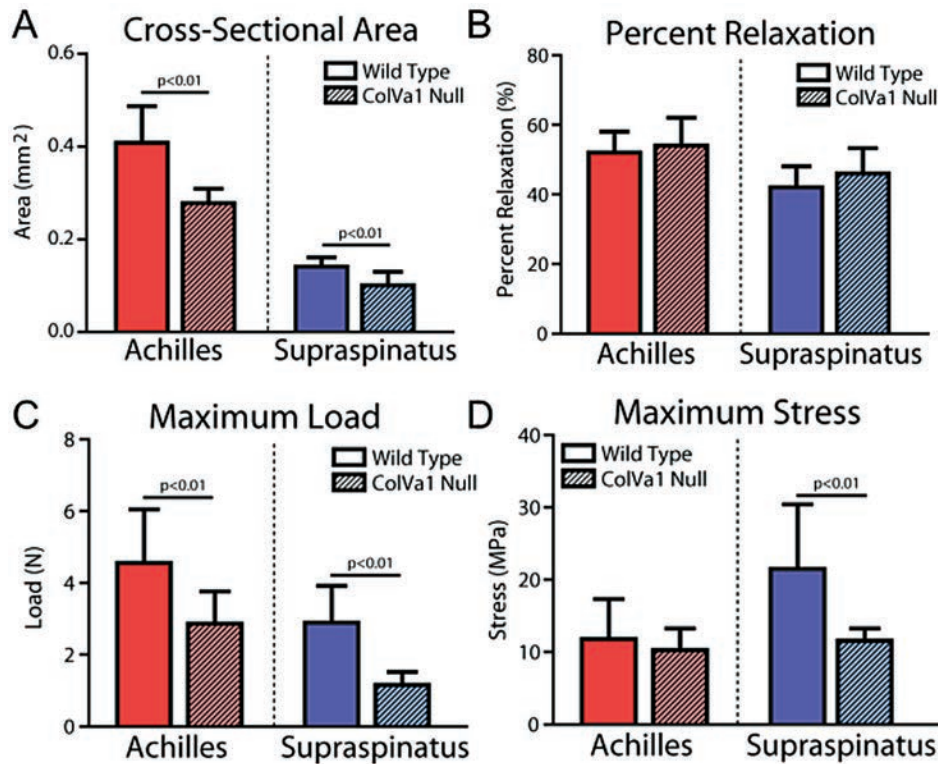 A
Cross-Sectional Area
0.6
0.4
0.2
0.0
Area (mm²)
p<0.01
p<0.01
Wild Type
ColVa1 Null
Achilles
Supraspinatus
B
Percent Relaxation
80
60
40
20
0
Percent Relaxation (%)
Wild Type
ColVa1 Null
Achilles
Supraspinatus
C
Maximum Load
8
6
4
2
0
Load (N)
p<0.01
p<0.01
Wild Type
ColVa1 Null
Achilles
Supraspinatus
D
Maximum Stress
40
30
20
10
0
Stress (MPa)
Wild Type
ColVa1 Null
p<0.01
Achilles
Supraspinatus